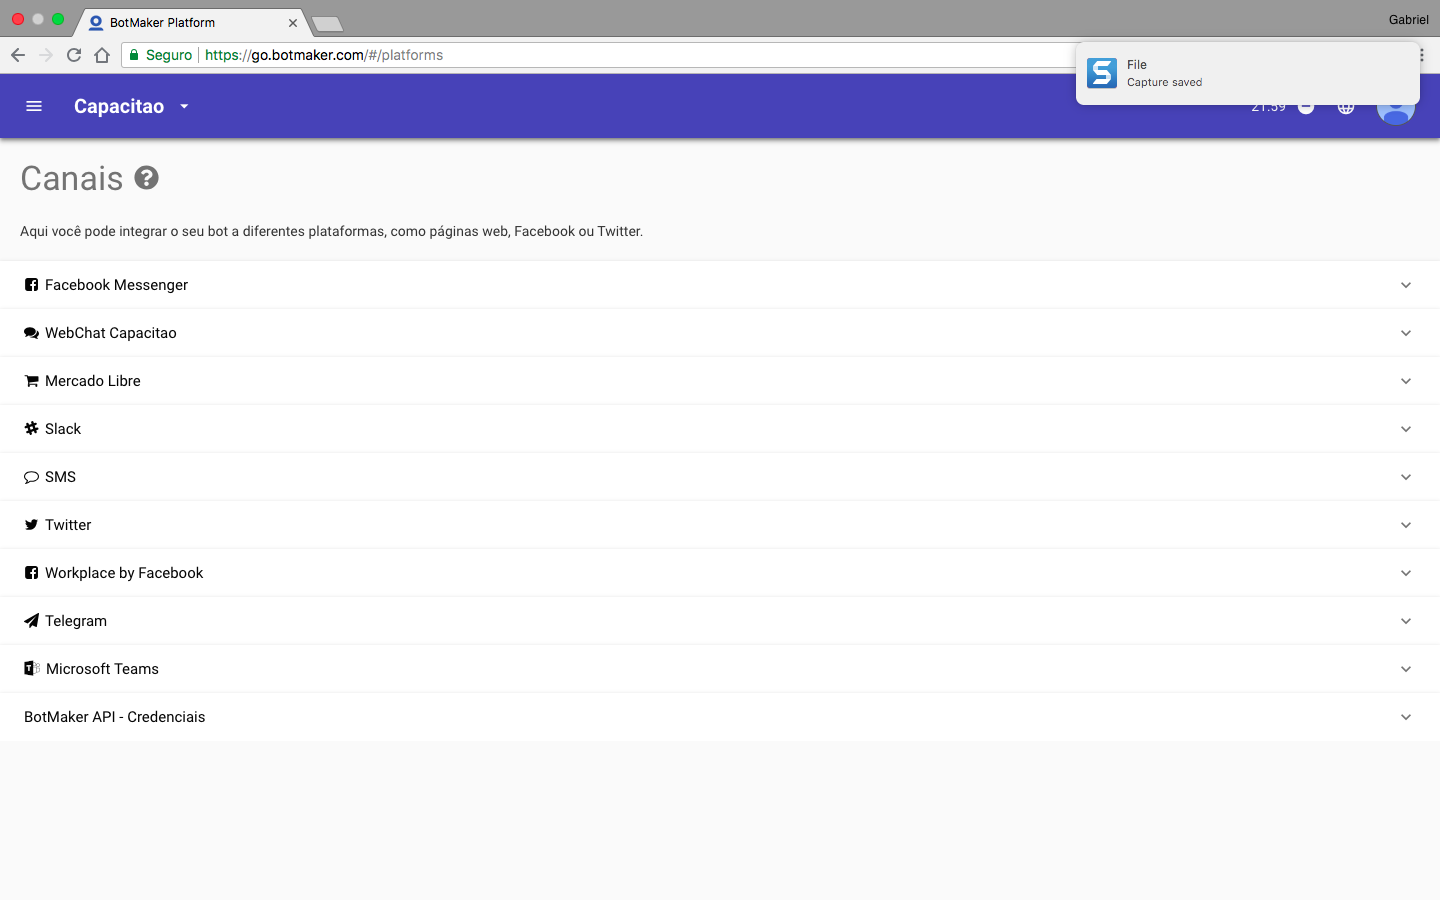 BotMaker Platform
Gabriel
Seguro https://go.botmaker.com/#/platforms
File
Capture saved
Capacitao
21:59
Canais
Aqui você pode integrar o seu bot a diferentes plataformas, como páginas web, Facebook ou Twitter.
Facebook Messenger
WebChat Capacitao
Mercado Libre
Slack
SMS
Twitter
Workplace by Facebook
Telegram
Microsoft Teams
BotMaker API - Credenciais